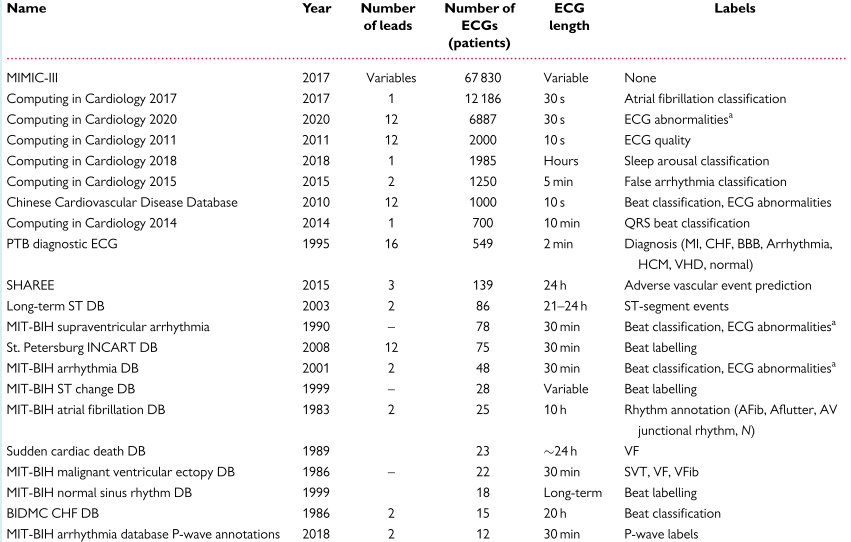 Name Year Number of leads Number of ECGs (patients) ECG length Labels
MIMIC-III 2017 Variables 67 830 Variable None
Computing in Cardiology 2017 2017 1 12 186 30 s Atrial fibrillation classification
Computing in Cardiology 2020 2020 12 6887 30 s ECG abnormalitiesª
Computing in Cardiology 2011 2011 12 2000 10 s ECG quality
Computing in Cardiology 2018 2018 1 1985 Hours Sleep arousal classification
Computing in Cardiology 2015 2015 2 1250 5 min False arrhythmia classification
Chinese Cardiovascular Disease Database 2010 12 1000 10 s Beat classification, ECG abnormalities
Computing in Cardiology 2014 2014 1 700 10 min QRS beat classification
PTB diagnostic ECG 1995 16 549 2 min Diagnosis (MI, CHF, BBB, Arrhythmia,
HCM, VHD, normal)
SHAREE 2015 3 139 24 h Adverse vascular event prediction
Long-term ST DB 2003 2 86 21–24 h ST-segment events
MIT-BIH supraventricular arrhythmia 1990 – 78 30 min Beat classification, ECG abnormalitiesª
St. Petersburg INCART DB 2008 12 75 30 min Beat labelling
MIT-BIH arrhythmia DB 2001 2 48 30 min Beat classification, ECG abnormalitiesª
MIT-BIH ST change DB 1999 – 28 Variable Beat labelling
MIT-BIH atrial fibrillation DB 1983 2 25 10 h Rhythm annotation (AFib, Aflutter, AV
junctional rhythm, N)
Sudden cardiac death DB 1989 23 ~24 h VF
MIT-BIH malignant ventricular ectopy DB 1986 – 22 30 min SVT, VF, VFib
MIT-BIH normal sinus rhythm DB 1999 18 Long-term Beat labelling
BIDMC CHF DB 1986 2 15 20 h Beat classification
MIT-BIH arrhythmia database P-wave annotations 2018 2 12 30 min P-wave labels